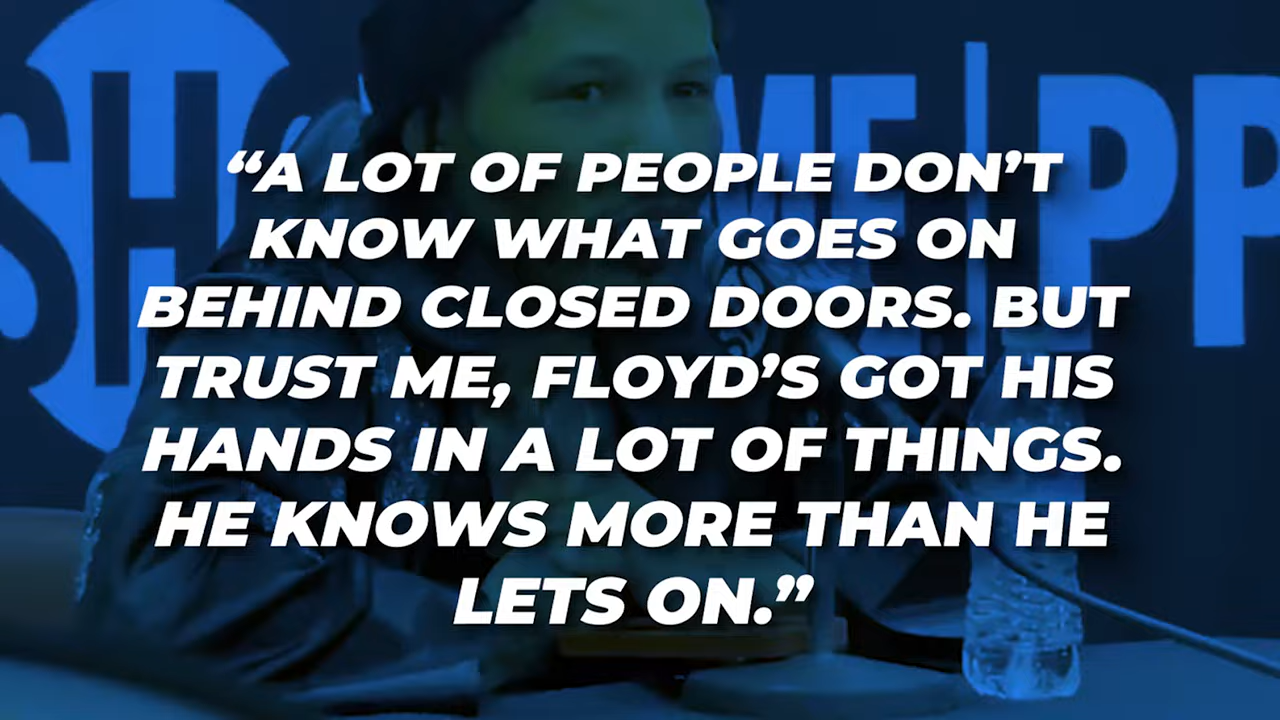 “A LOT OF PEOPLE DON’T
KNOW WHAT GOES ON
BEHIND CLOSED DOORS. BUT
TRUST ME, FLOYD’S GOT HIS
HANDS IN A LOT OF THINGS.
HE KNOWS MORE THAN HE
LETS ON.”